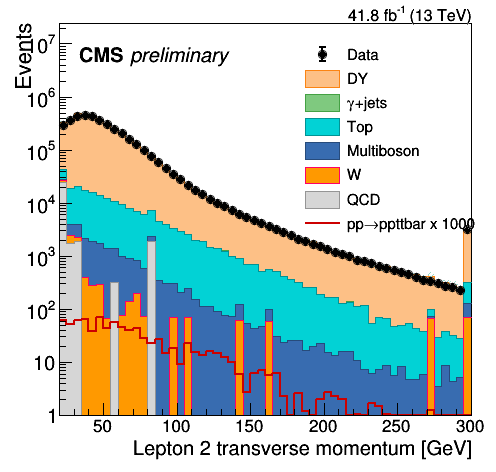 41.8 fb⁻¹ (13 TeV)
Events
CMS preliminary
Data
DY
γ+jets
Top
Multiboson
W
QCD
pp→ppttbar x 1000
10⁷
10⁶
10⁵
10⁴
10³
10²
10
1
50 100 150 200 250 300
Lepton 2 transverse momentum [GeV]